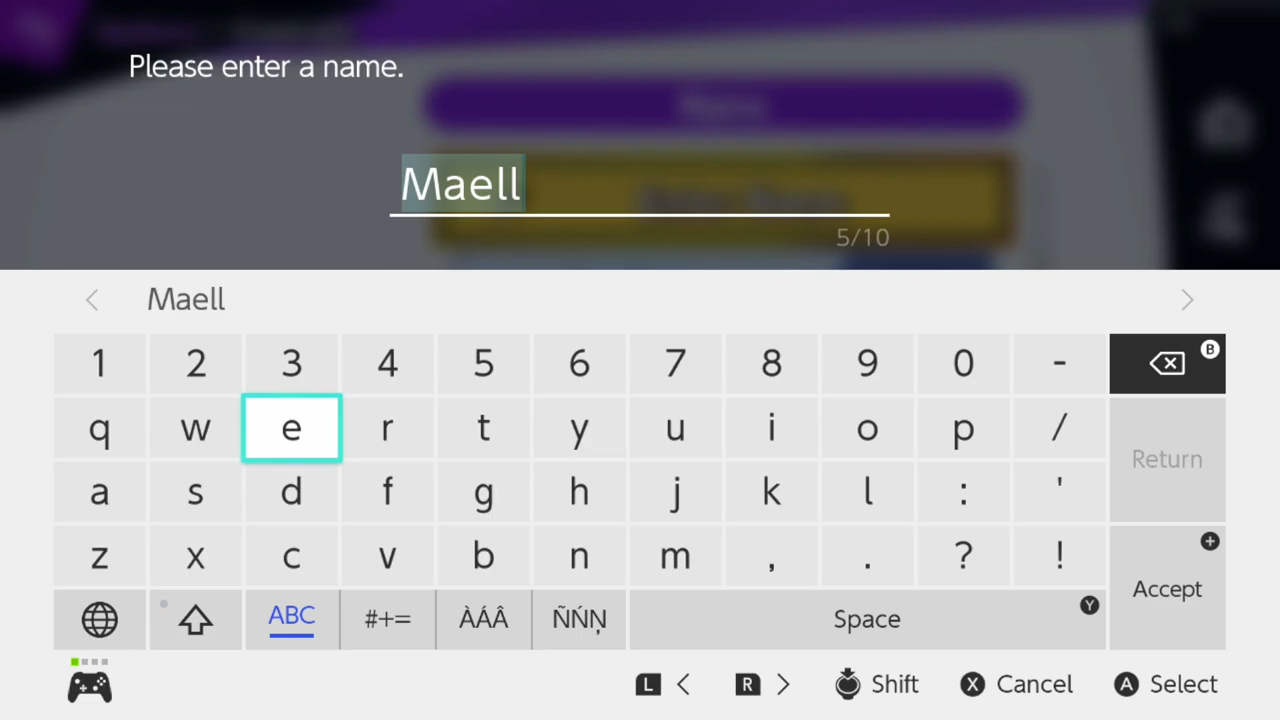 Please enter a name.
Maell
5/10
< Maell >
1 2 3 4 5 6 7 8 9 0 - B
q w e r t y u i o p /
Return
a s d f g h j k l : '
z x c v b n m , . ? ! +
Accept
ABC #+= ÀÁÂ ÑŃŅ Space Y
L < R > Shift X Cancel A Select